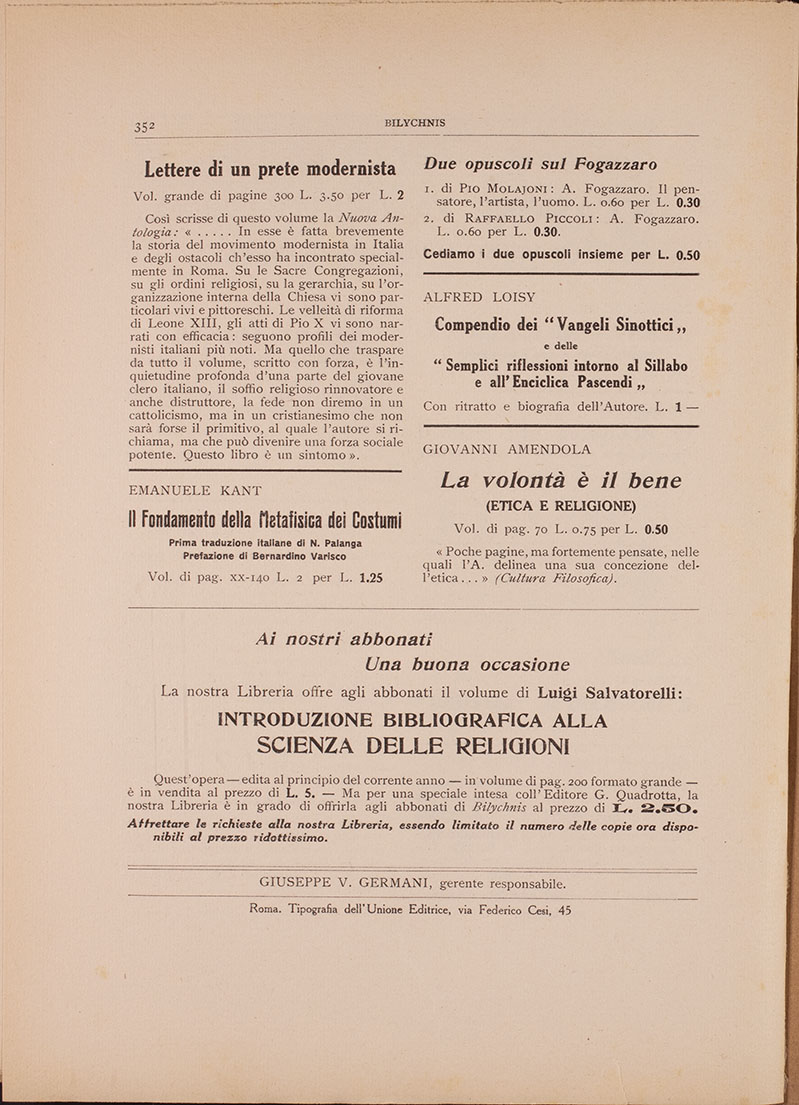 352
BILYCHNIS
Lettere di un prete modernista
Vol. grande di pagine 300 L. 3.50 per L. 2
Così scrisse di questo volume la Nuova An-
tologia: « ..... In esse è fatta brevemente
la storia del movimento modernista in Italia
e degli ostacoli ch'esso ha incontrato special-
mente in Roma. Su le Sacre Congregazioni,
su gli ordini religiosi, su la gerarchia, su l'or-
ganizzazione interna della Chiesa vi sono par-
ticolari vivi e pittoreschi. Le velleità di riforma
di Leone XIII, gli atti di Pio X vi sono nar-
rati con efficacia: seguono profili dei moder-
nisti italiani più noti. Ma quello che traspare
da tutto il volume, scritto con forza, è l'in-
quietudine profonda d'una parte del giovane
clero italiano, il soffio religioso rinnovatore e
anche distruttore, la fede non diremo in un
cattolicismo, ma in un cristianesimo che non
sarà forse il primitivo, al quale l'autore si ri-
chiama, ma che può divenire una forza sociale
potente. Questo libro è un sintomo ».
EMANUELE KANT
Il Fondamento della Metafisica dei Costumi
Prima traduzione italiane di N. Palanga
Prefazione di Bernardino Varisco
Vol. di pag. XX-140 L. 2 per L. 1.25
Due opuscoli sul Fogazzaro
1. di PIO MOLAJONI: A. Fogazzaro. Il pen-
satore, l'artista, l'uomo. L. 0.60 per L. 0.30
2. di RAFFAELLO PICCOLI: A. Fogazzaro.
L. 0.60 per L. 0.30.
Cediamo i due opuscoli insieme per L. 0.50
ALFRED LOISY
Compendio dei “ Vangeli Sinottici „
e delle
“ Semplici riflessioni intorno al Sillabo
e all' Enciclica Pascendi „
Con ritratto e biografia dell'Autore. L. 1 —
GIOVANNI AMENDOLA
La volontà è il bene
(ETICA E RELIGIONE)
Vol. di pag. 70 L. 0.75 per L. 0.50
« Poche pagine, ma fortemente pensate, nelle
quali l'A. delinea una sua concezione del-
l'etica... » (Cultura Filosofica).
Ai nostri abbonati
Una buona occasione
La nostra Libreria offre agli abbonati il volume di Luigi Salvatorelli:
INTRODUZIONE BIBLIOGRAFICA ALLA
SCIENZA DELLE RELIGIONI
Quest'opera — edita al principio del corrente anno — in volume di pag. 200 formato grande —
è in vendita al prezzo di L. 5. — Ma per una speciale intesa coll' Editore G. Quadrotta, la
nostra Libreria è in grado di offrirla agli abbonati di Bilychnis al prezzo di L. 2.50.
Affrettare le richieste alla nostra Libreria, essendo limitato il numero delle copie ora dispo-
nibili al prezzo ridottissimo.
GIUSEPPE V. GERMANI, gerente responsabile.
Roma. Tipografia dell'Unione Editrice, via Federico Cesi, 45